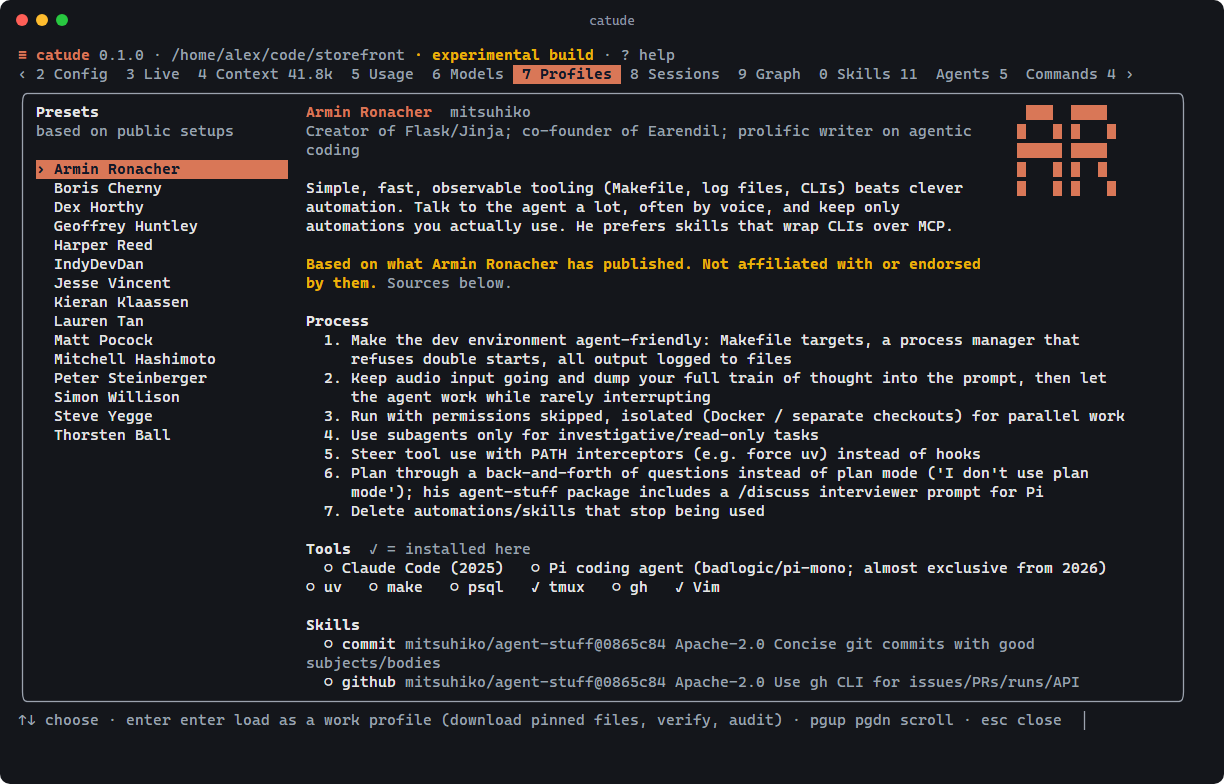 catude
≡ catude 0.1.0 · /home/alex/code/storefront · experimental build · ? help
‹ 2 Config 3 Live 4 Context 41.8k 5 Usage 6 Models 7 Profiles 8 Sessions 9 Graph 0 Skills 11 Agents 5 Commands 4 ›
Presets
based on public setups
› Armin Ronacher
Boris Cherny
Dex Horthy
Geoffrey Huntley
Harper Reed
IndyDevDan
Jesse Vincent
Kieran Klaassen
Lauren Tan
Matt Pocock
Mitchell Hashimoto
Peter Steinberger
Simon Willison
Steve Yegge
Thorsten Ball
Armin Ronacher mitsuhiko
Creator of Flask/Jinja; co-founder of Earendil; prolific writer on agentic
coding
AR
Simple, fast, observable tooling (Makefile, log files, CLIs) beats clever
automation. Talk to the agent a lot, often by voice, and keep only
automations you actually use. He prefers skills that wrap CLIs over MCP.
Based on what Armin Ronacher has published. Not affiliated with or endorsed
by them. Sources below.
Process
1. Make the dev environment agent-friendly: Makefile targets, a process manager that
refuses double starts, all output logged to files
2. Keep audio input going and dump your full train of thought into the prompt, then let
the agent work while rarely interrupting
3. Run with permissions skipped, isolated (Docker / separate checkouts) for parallel work
4. Use subagents only for investigative/read-only tasks
5. Steer tool use with PATH interceptors (e.g. force uv) instead of hooks
6. Plan through a back-and-forth of questions instead of plan mode ('I don't use plan
mode'); his agent-stuff package includes a /discuss interviewer prompt for Pi
7. Delete automations/skills that stop being used
Tools ✓ = installed here
○ Claude Code (2025) ○ Pi coding agent (badlogic/pi-mono; almost exclusive from 2026)
○ uv ○ make ○ psql ✓ tmux ○ gh ✓ Vim
Skills
○ commit mitsuhiko/agent-stuff@0865c84 Apache-2.0 Concise git commits with good
subjects/bodies
○ github mitsuhiko/agent-stuff@0865c84 Apache-2.0 Use gh CLI for issues/PRs/runs/API
↑↓ choose · enter enter load as a work profile (download pinned files, verify, audit) · pgup pgdn scroll · esc close